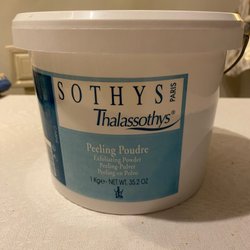 SOTHYS
PARIS
Thalassothys®
Peeling Poudre
Exfoliating Powder
Peeling-Pulver
Peeling en Polvo
1 Kg e - NET WT. 35.2 OZ